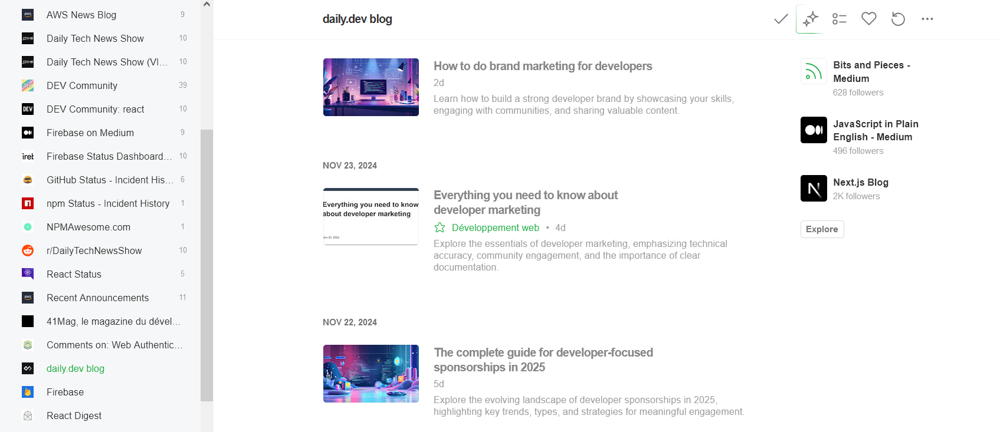 AWS News Blog 9
Daily Tech News Show 10
Daily Tech News Show (VI... 10
DEV Community 39
DEV Community: react 10
Firebase on Medium 9
Firebase Status Dashboard... 10
GitHub Status - Incident His... 6
npm Status - Incident History 1
NPMAwesome.com 1
r/DailyTechNewsShow 10
React Status 5
Recent Announcements 11
41Mag, le magazine du dével...
Comments on: Web Authentic...
daily.dev blog
Firebase
React Digest
daily.dev blog
How to do brand marketing for developers
2d
Learn how to build a strong developer brand by showcasing your skills,
engaging with communities, and sharing valuable content.
NOV 23, 2024
Everything you need to know
about developer marketing
Nov 23, 2024
Everything you need to know about
developer marketing
Développement web • 4d
Explore the essentials of developer marketing, emphasizing technical
accuracy, community engagement, and the importance of clear
documentation.
NOV 22, 2024
The complete guide for developer-focused
sponsorships in 2025
5d
Explore the evolving landscape of developer sponsorships in 2025,
highlighting key trends, types, and strategies for meaningful engagement.
Bits and Pieces -
Medium
628 followers
JavaScript in Plain
English - Medium
496 followers
Next.js Blog
2K followers
Explore